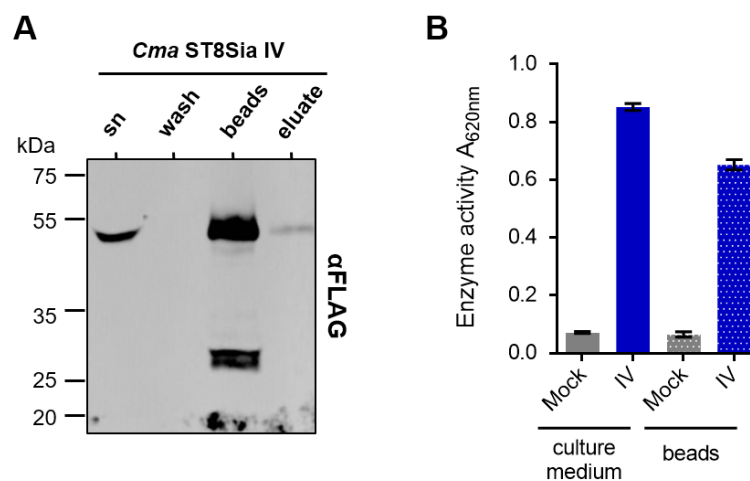 A
Cma ST8Sia IV
sn wash beads eluate
kDa
75
55
35
25
20
αFLAG
B
Enzyme activity A620nm
1.0
0.8
0.6
0.4
0.2
0.0
Mock IV Mock IV
culture medium
beads